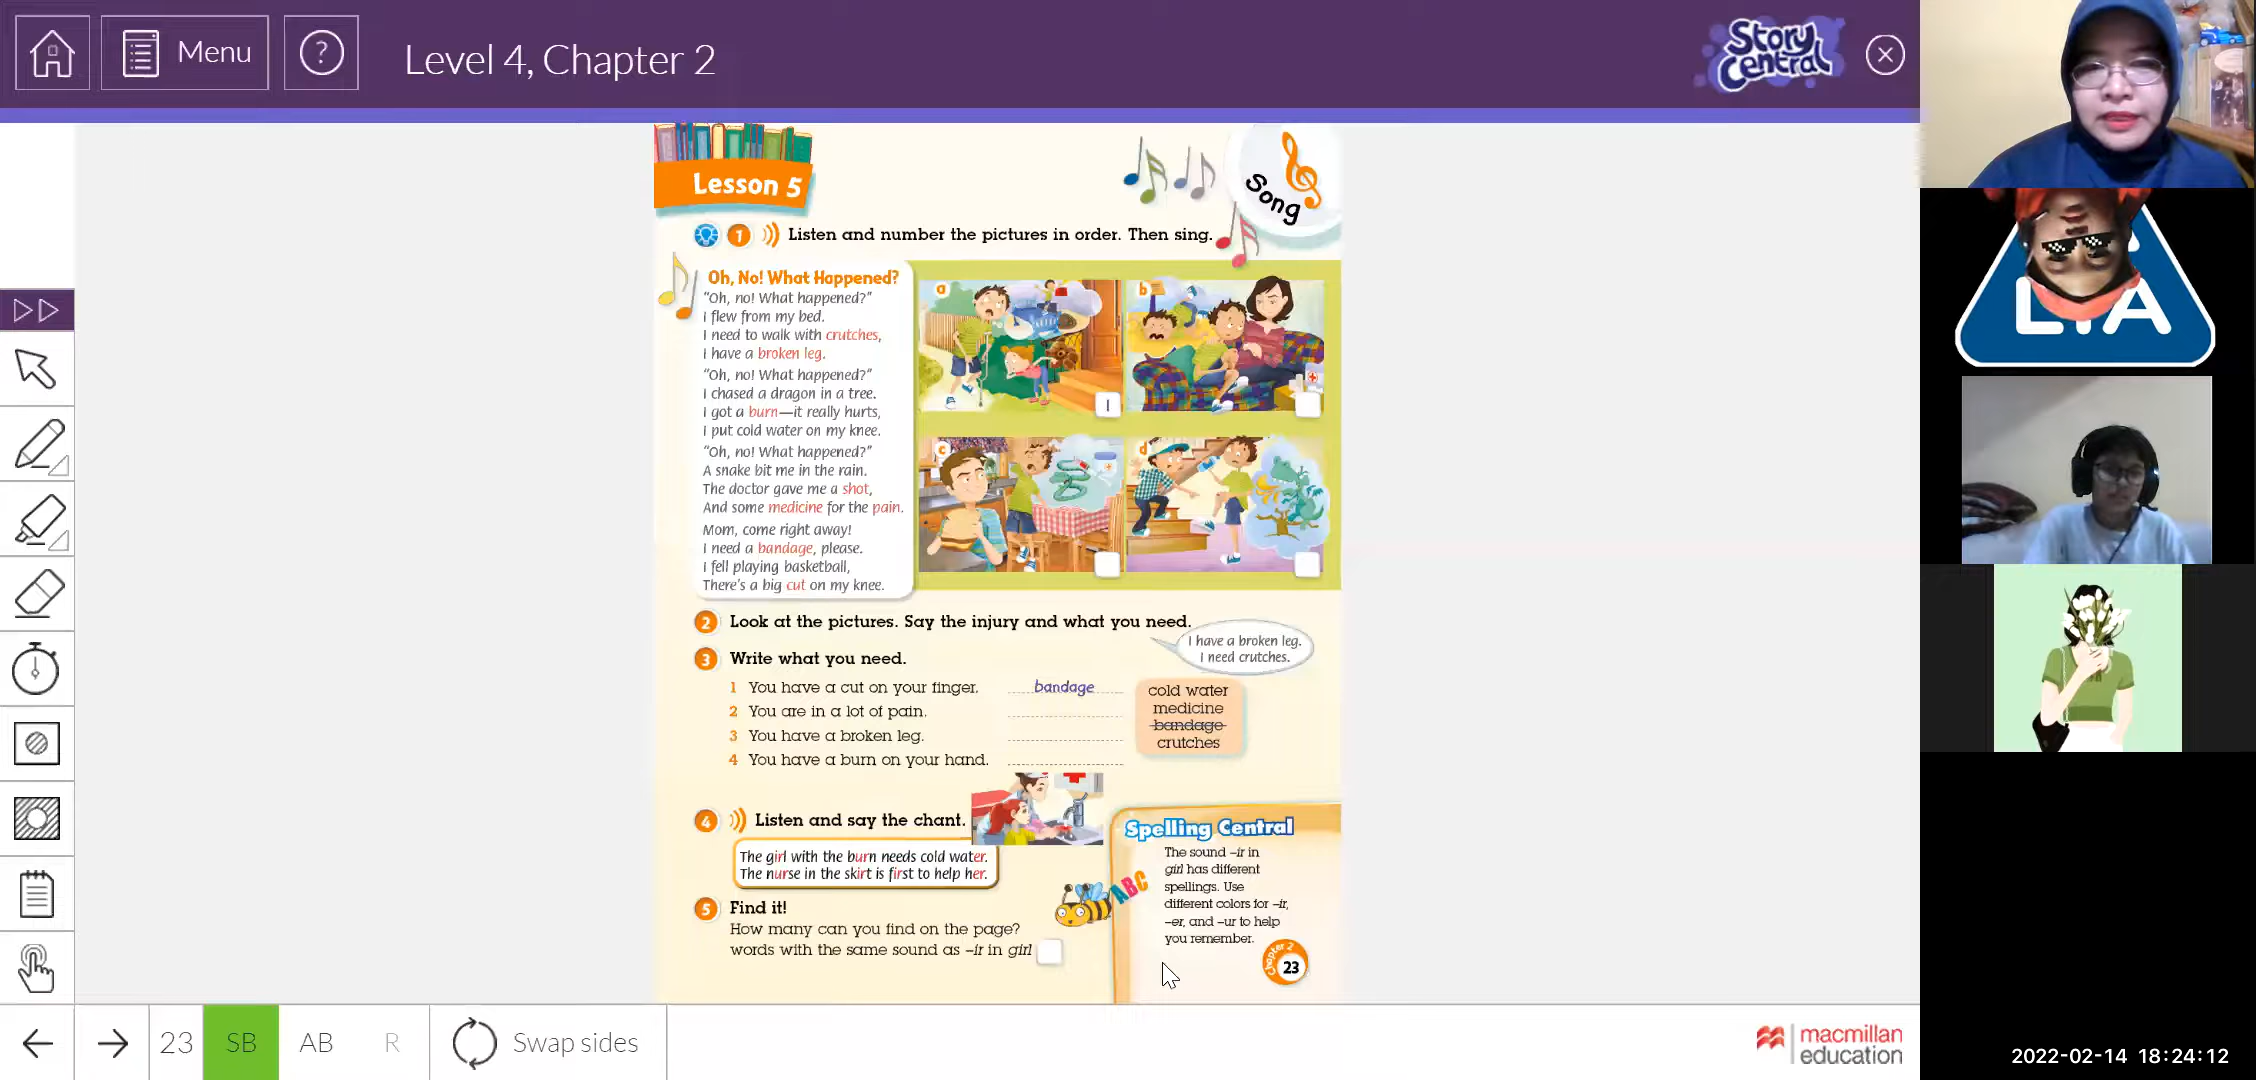 Menu
?
Level 4, Chapter 2
Story
Central
Lesson 5
Song
1 Listen and number the pictures in order. Then sing.
Oh, No! What Happened?
"Oh, no! What happened?"
I flew from my bed.
I need to walk with crutches,
I have a broken leg.
"Oh, no! What happened?"
I chased a dragon in a tree.
I got a burn—it really hurts,
I put cold water on my knee.
"Oh, no! What happened?"
A snake bit me in the rain.
The doctor gave me a shot,
And some medicine for the pain.
Mom, come right away!
I need a bandage, please.
I fell playing basketball,
There's a big cut on my knee.
a
1
b
c
d
2 Look at the pictures. Say the injury and what you need.
I have a broken leg.
I need crutches.
3 Write what you need.
1 You have a cut on your finger. bandage
2 You are in a lot of pain.
3 You have a broken leg.
4 You have a burn on your hand.
cold water
medicine
bandage
crutches
4 Listen and say the chant.
The girl with the burn needs cold water.
The nurse in the skirt is first to help her.
5 Find it!
How many can you find on the page?
words with the same sound as –ir in girl
ABC
Spelling Central
The sound –ir in
girl has different
spellings. Use
different colors for –ir,
–er, and –ur to help
you remember.
Chapter 2
23
23
SB
AB
R
Swap sides
macmillan
education
LIA
2022-02-14 18:24:12